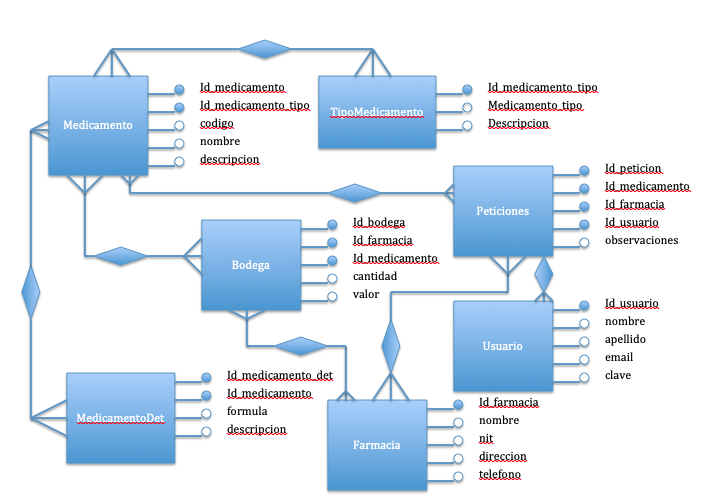 Medicamento
Id_medicamento
Id_medicamento_tipo
codigo
nombre
descripcion
TipoMedicamento
Id_medicamento_tipo
Medicamento_tipo
Descripcion
Peticiones
Id_peticion
Id_medicamento
Id_farmacia
Id_usuario
observaciones
Bodega
Id_bodega
Id_farmacia
Id_medicamento
cantidad
valor
Usuario
Id_usuario
nombre
apellido
email
clave
MedicamentoDet
Id_medicamento_det
Id_medicamento
formula
descripcion
Farmacia
Id_farmacia
nombre
nit
direccion
telefono